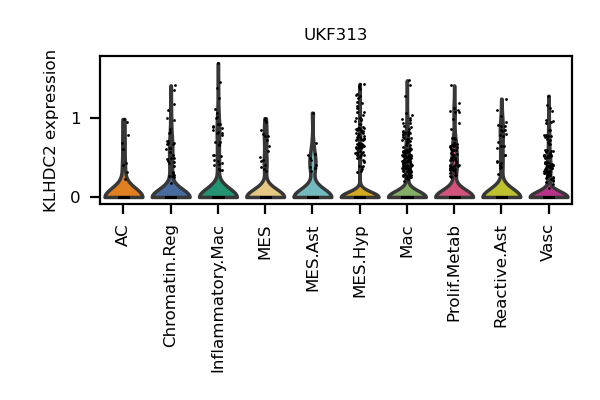 UKF313
KLHDC2 expression
1
0
AC
Chromatin.Reg
Inflammatory.Mac
MES
MES.Ast
MES.Hyp
Mac
Prolif.Metab
Reactive.Ast
Vasc